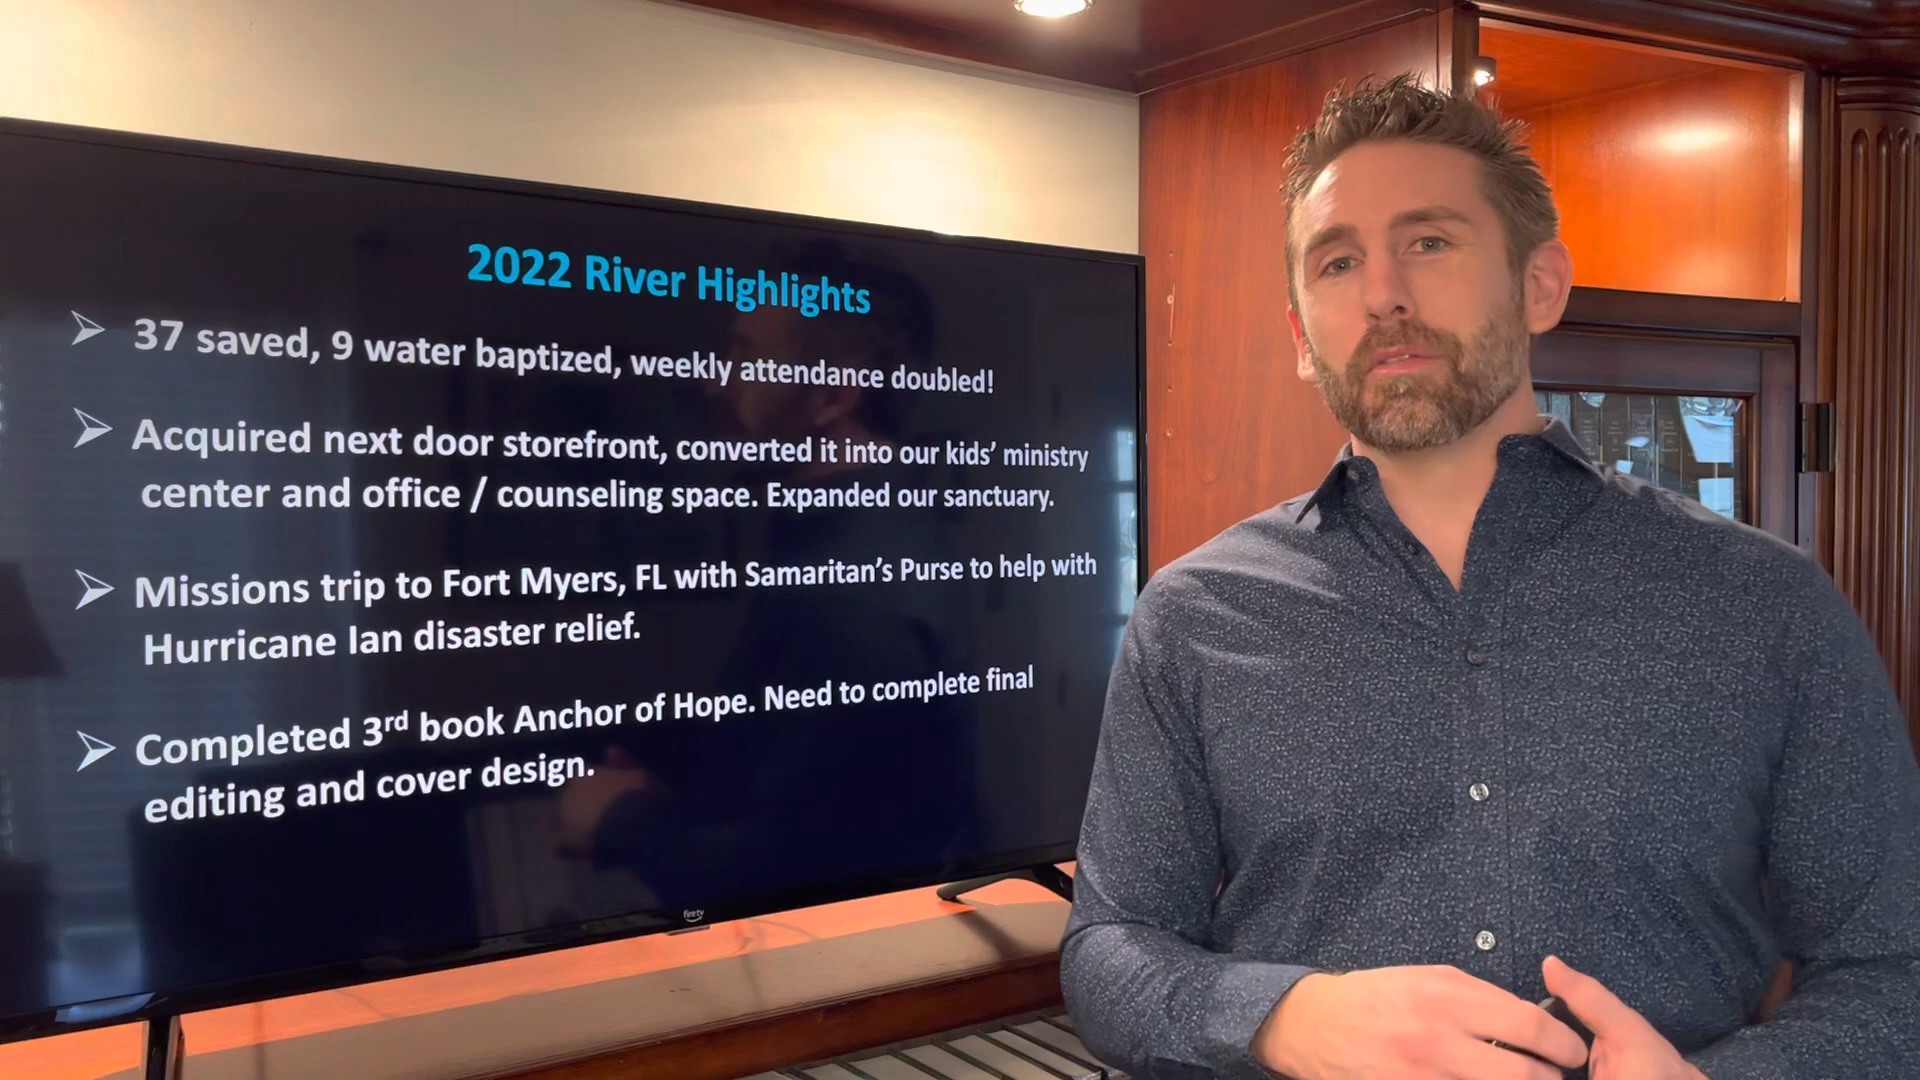 2022 River Highlights
➢ 37 saved, 9 water baptized, weekly attendance doubled!
➢ Acquired next door storefront, converted it into our kids’ ministry
center and office / counseling space. Expanded our sanctuary.
➢ Missions trip to Fort Myers, FL with Samaritan’s Purse to help with
Hurricane Ian disaster relief.
➢ Completed 3rd book Anchor of Hope. Need to complete final
editing and cover design.
firetv